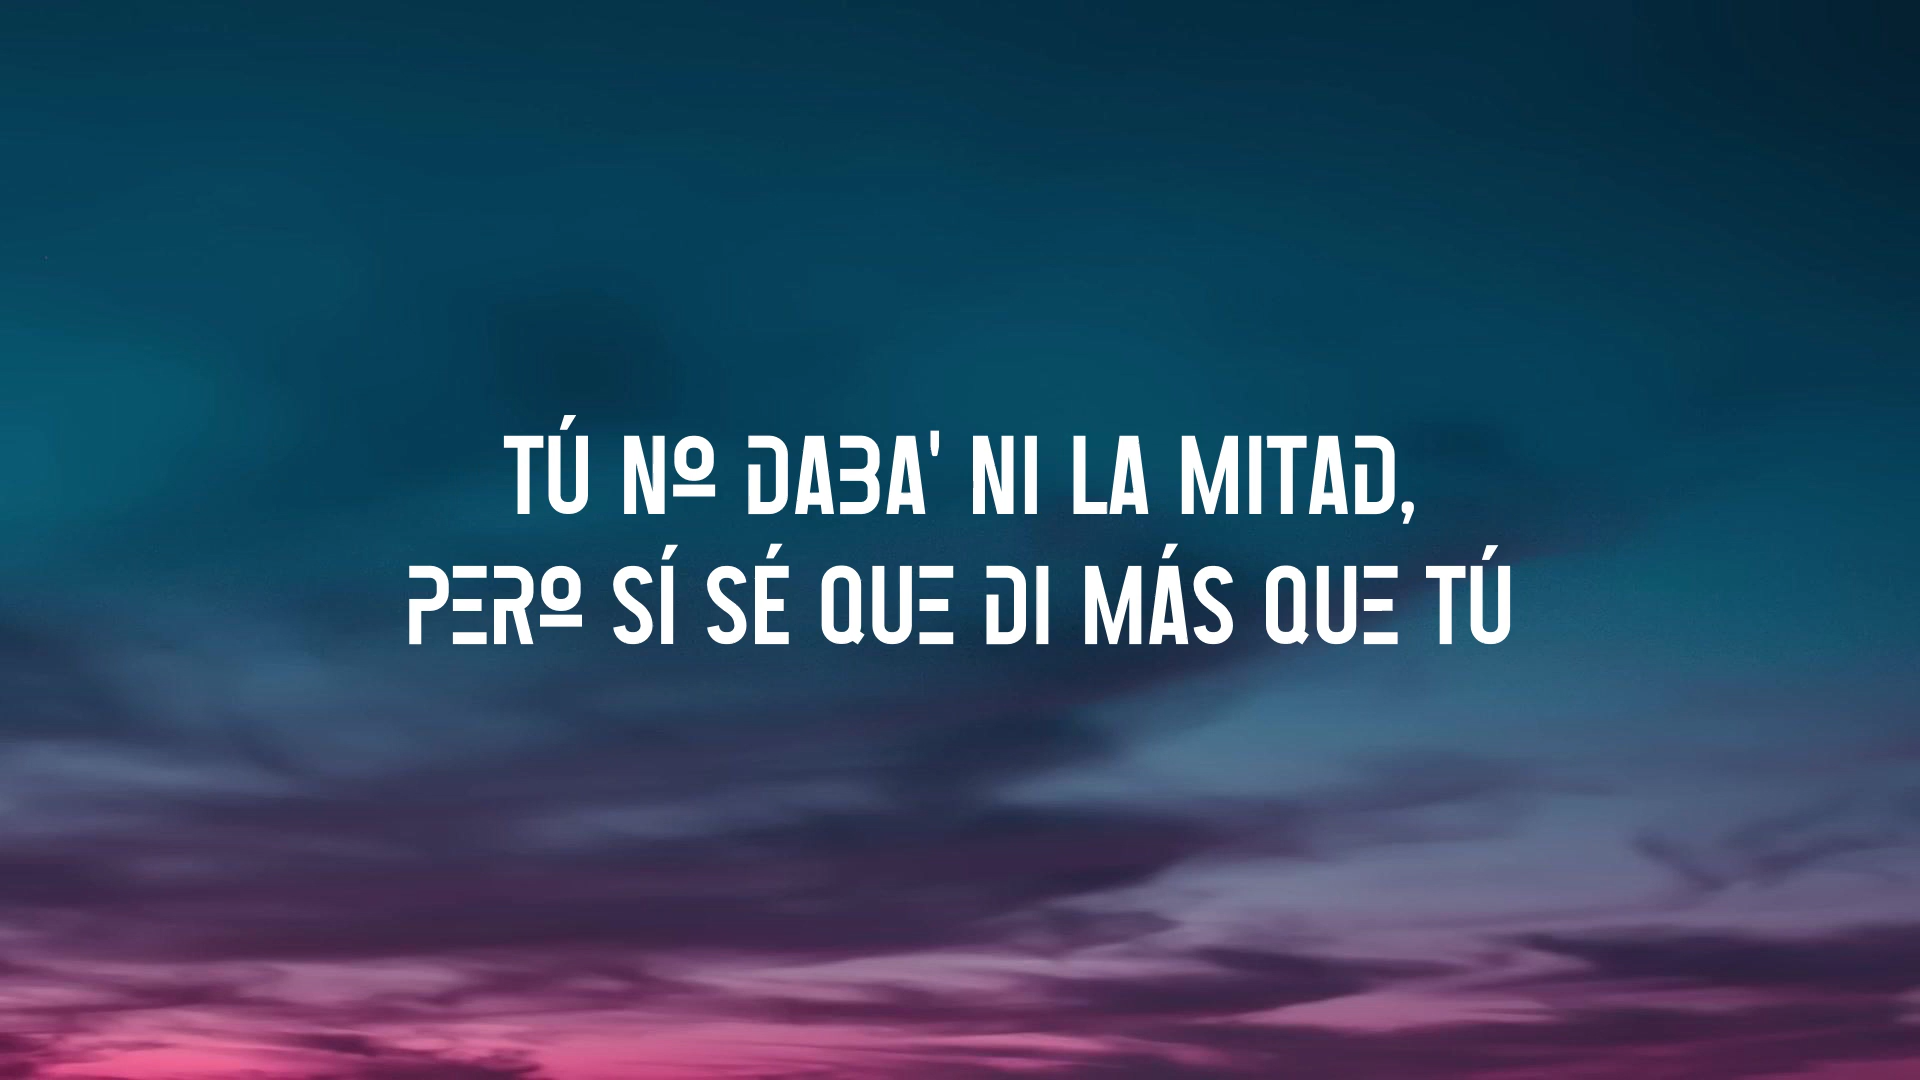 TÚ NO DABA' NI LA MITAD,
PERO SÍ SÉ QUE DI MÁS QUE TÚ